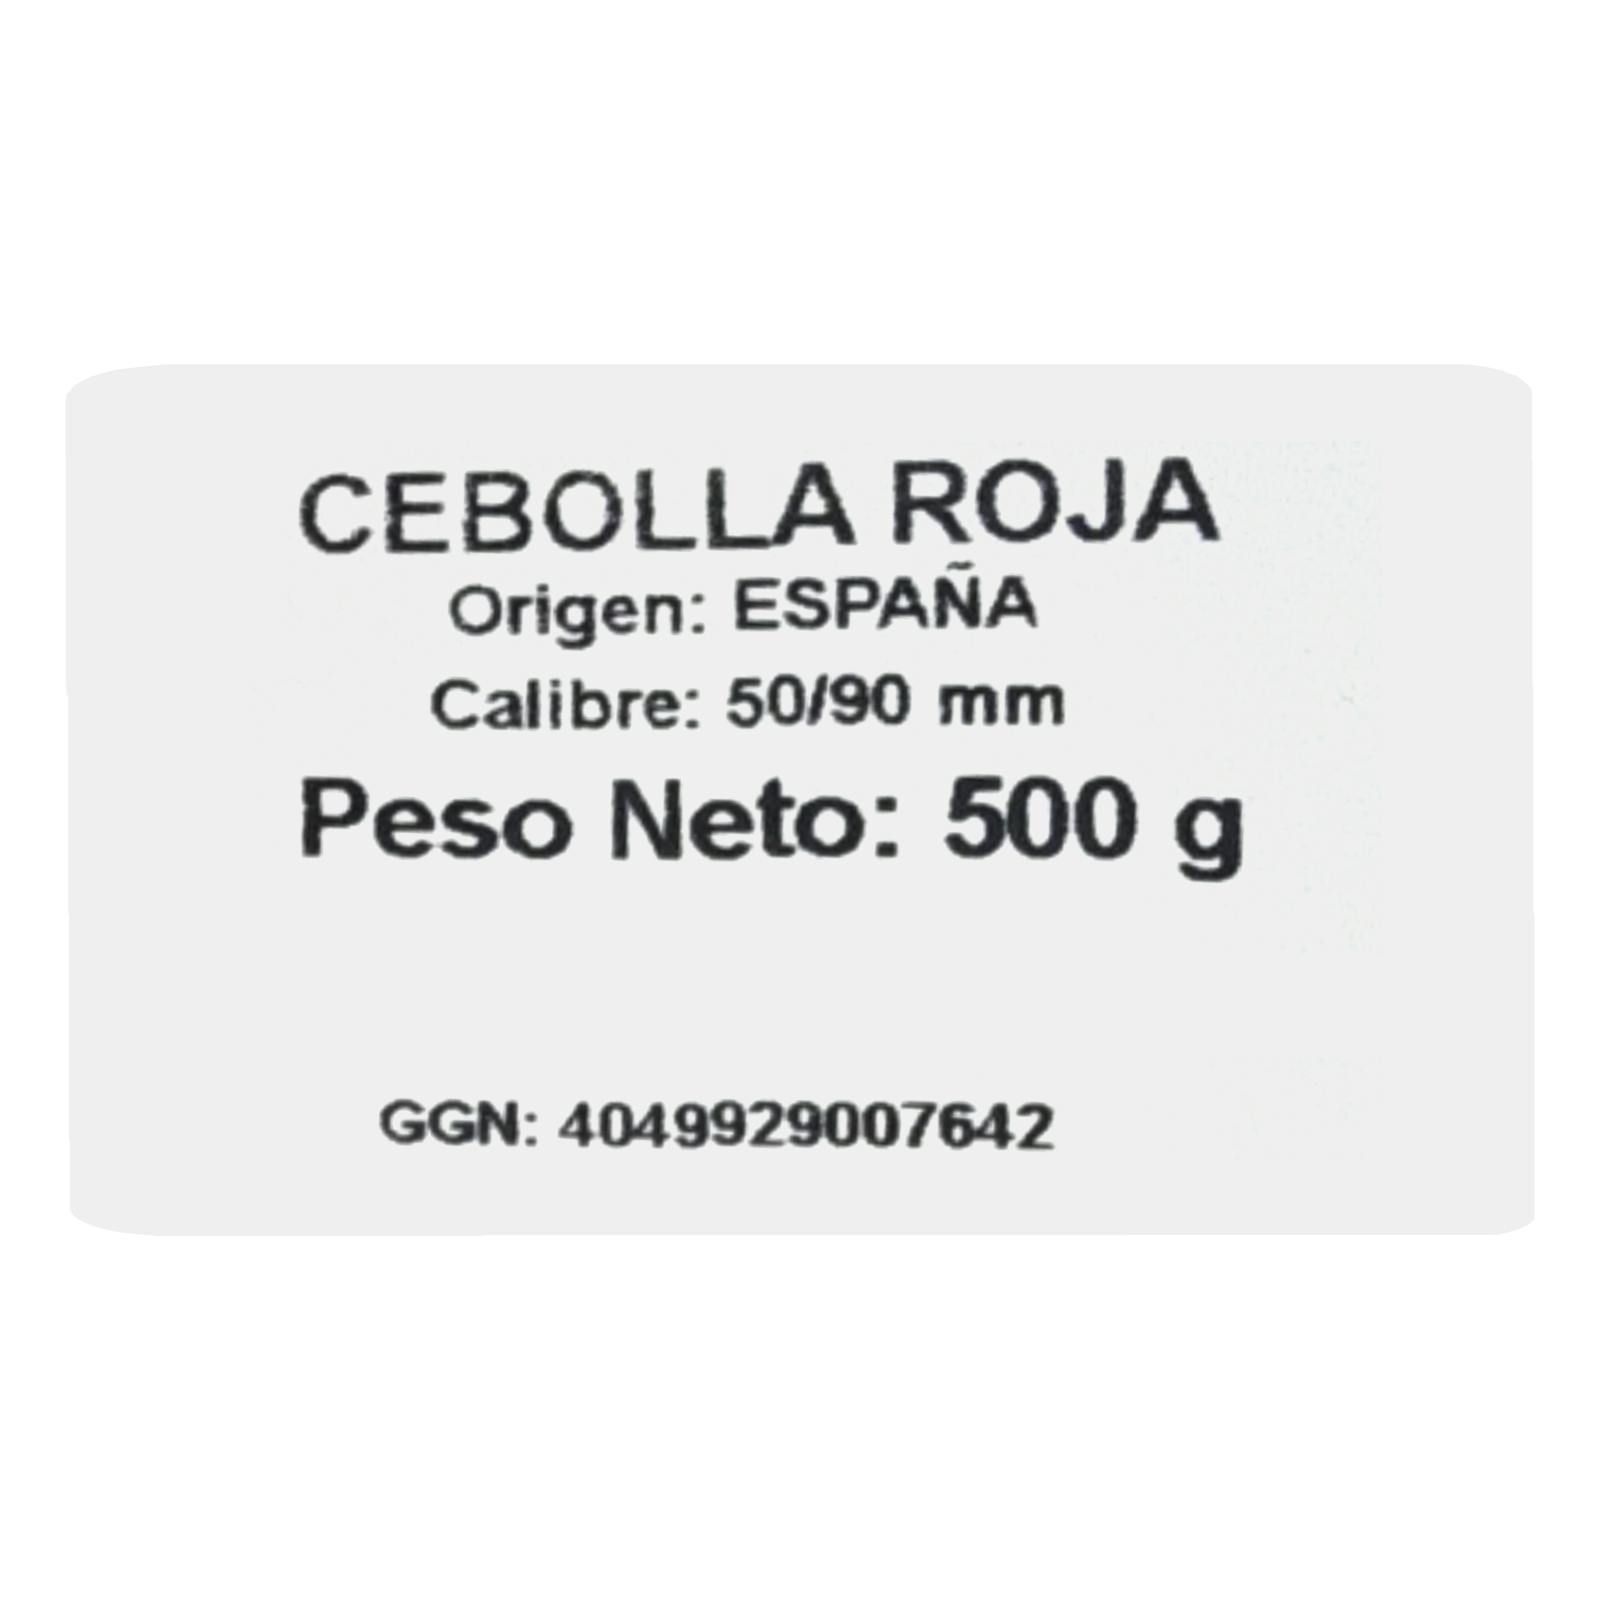 CEBOLLA ROJA
Origen: ESPAÑA
Calibre: 50/90 mm
Peso Neto: 500 g
GGN: 4049929007642